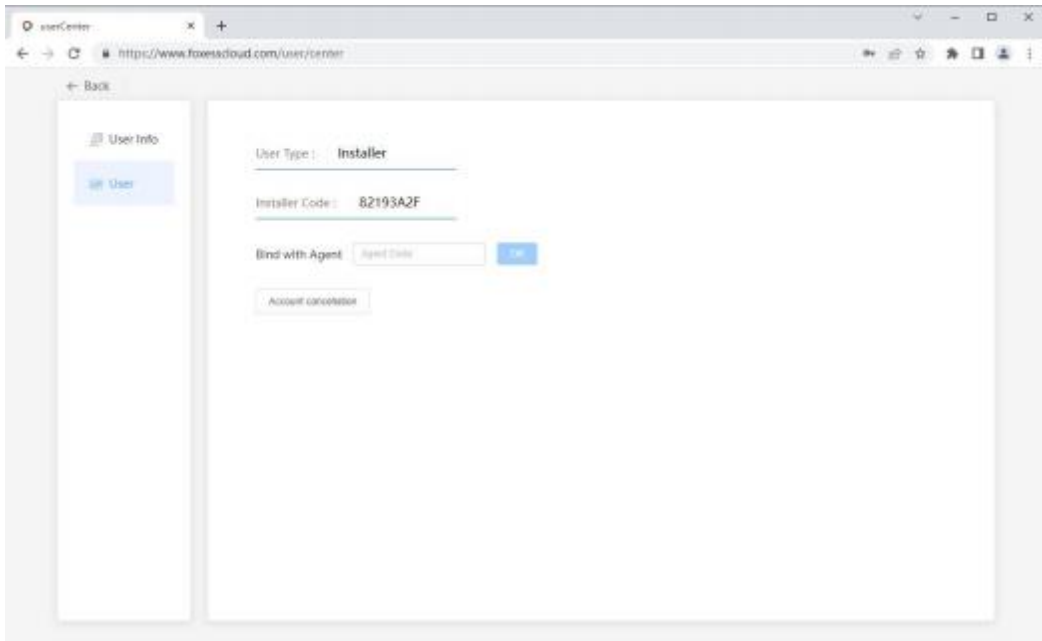 userCenter
https://www.foxesscloud.com/user/center
Back
User Info
User
User Type : Installer
Installer Code : 82193A2F
Bind with Agent Agent Code OK
Account cancellation